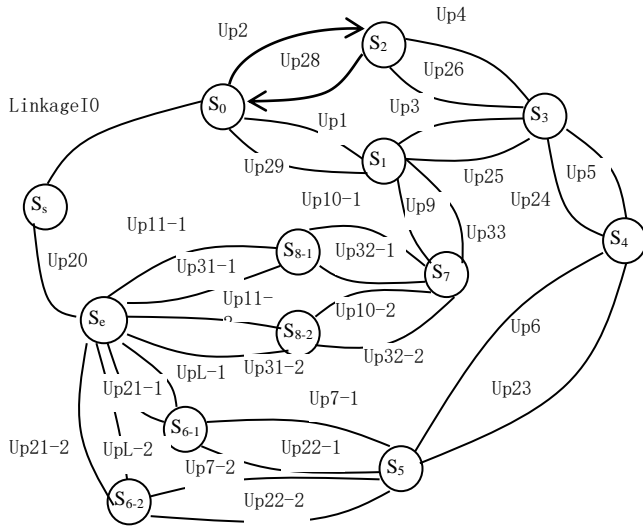 Up4
Up2
S2
Up28
Up26
LinkageI0
S0
Up3
S3
Up1
S1
Up29
Up25
Up5
Up10-1
Up24
Ss
Up9
Up33
Up11-1
S4
Up32-1
S8-1
Up20
Up31-1
S7
Up11-
Up10-2
Se
S8-2
Up6
UpL-1
Up31-2
Up32-2
Up21-1
Up23
Up7-1
S6-1
Up21-2
UpL-2
Up22-1
Up7-2
S5
S6-2
Up22-2